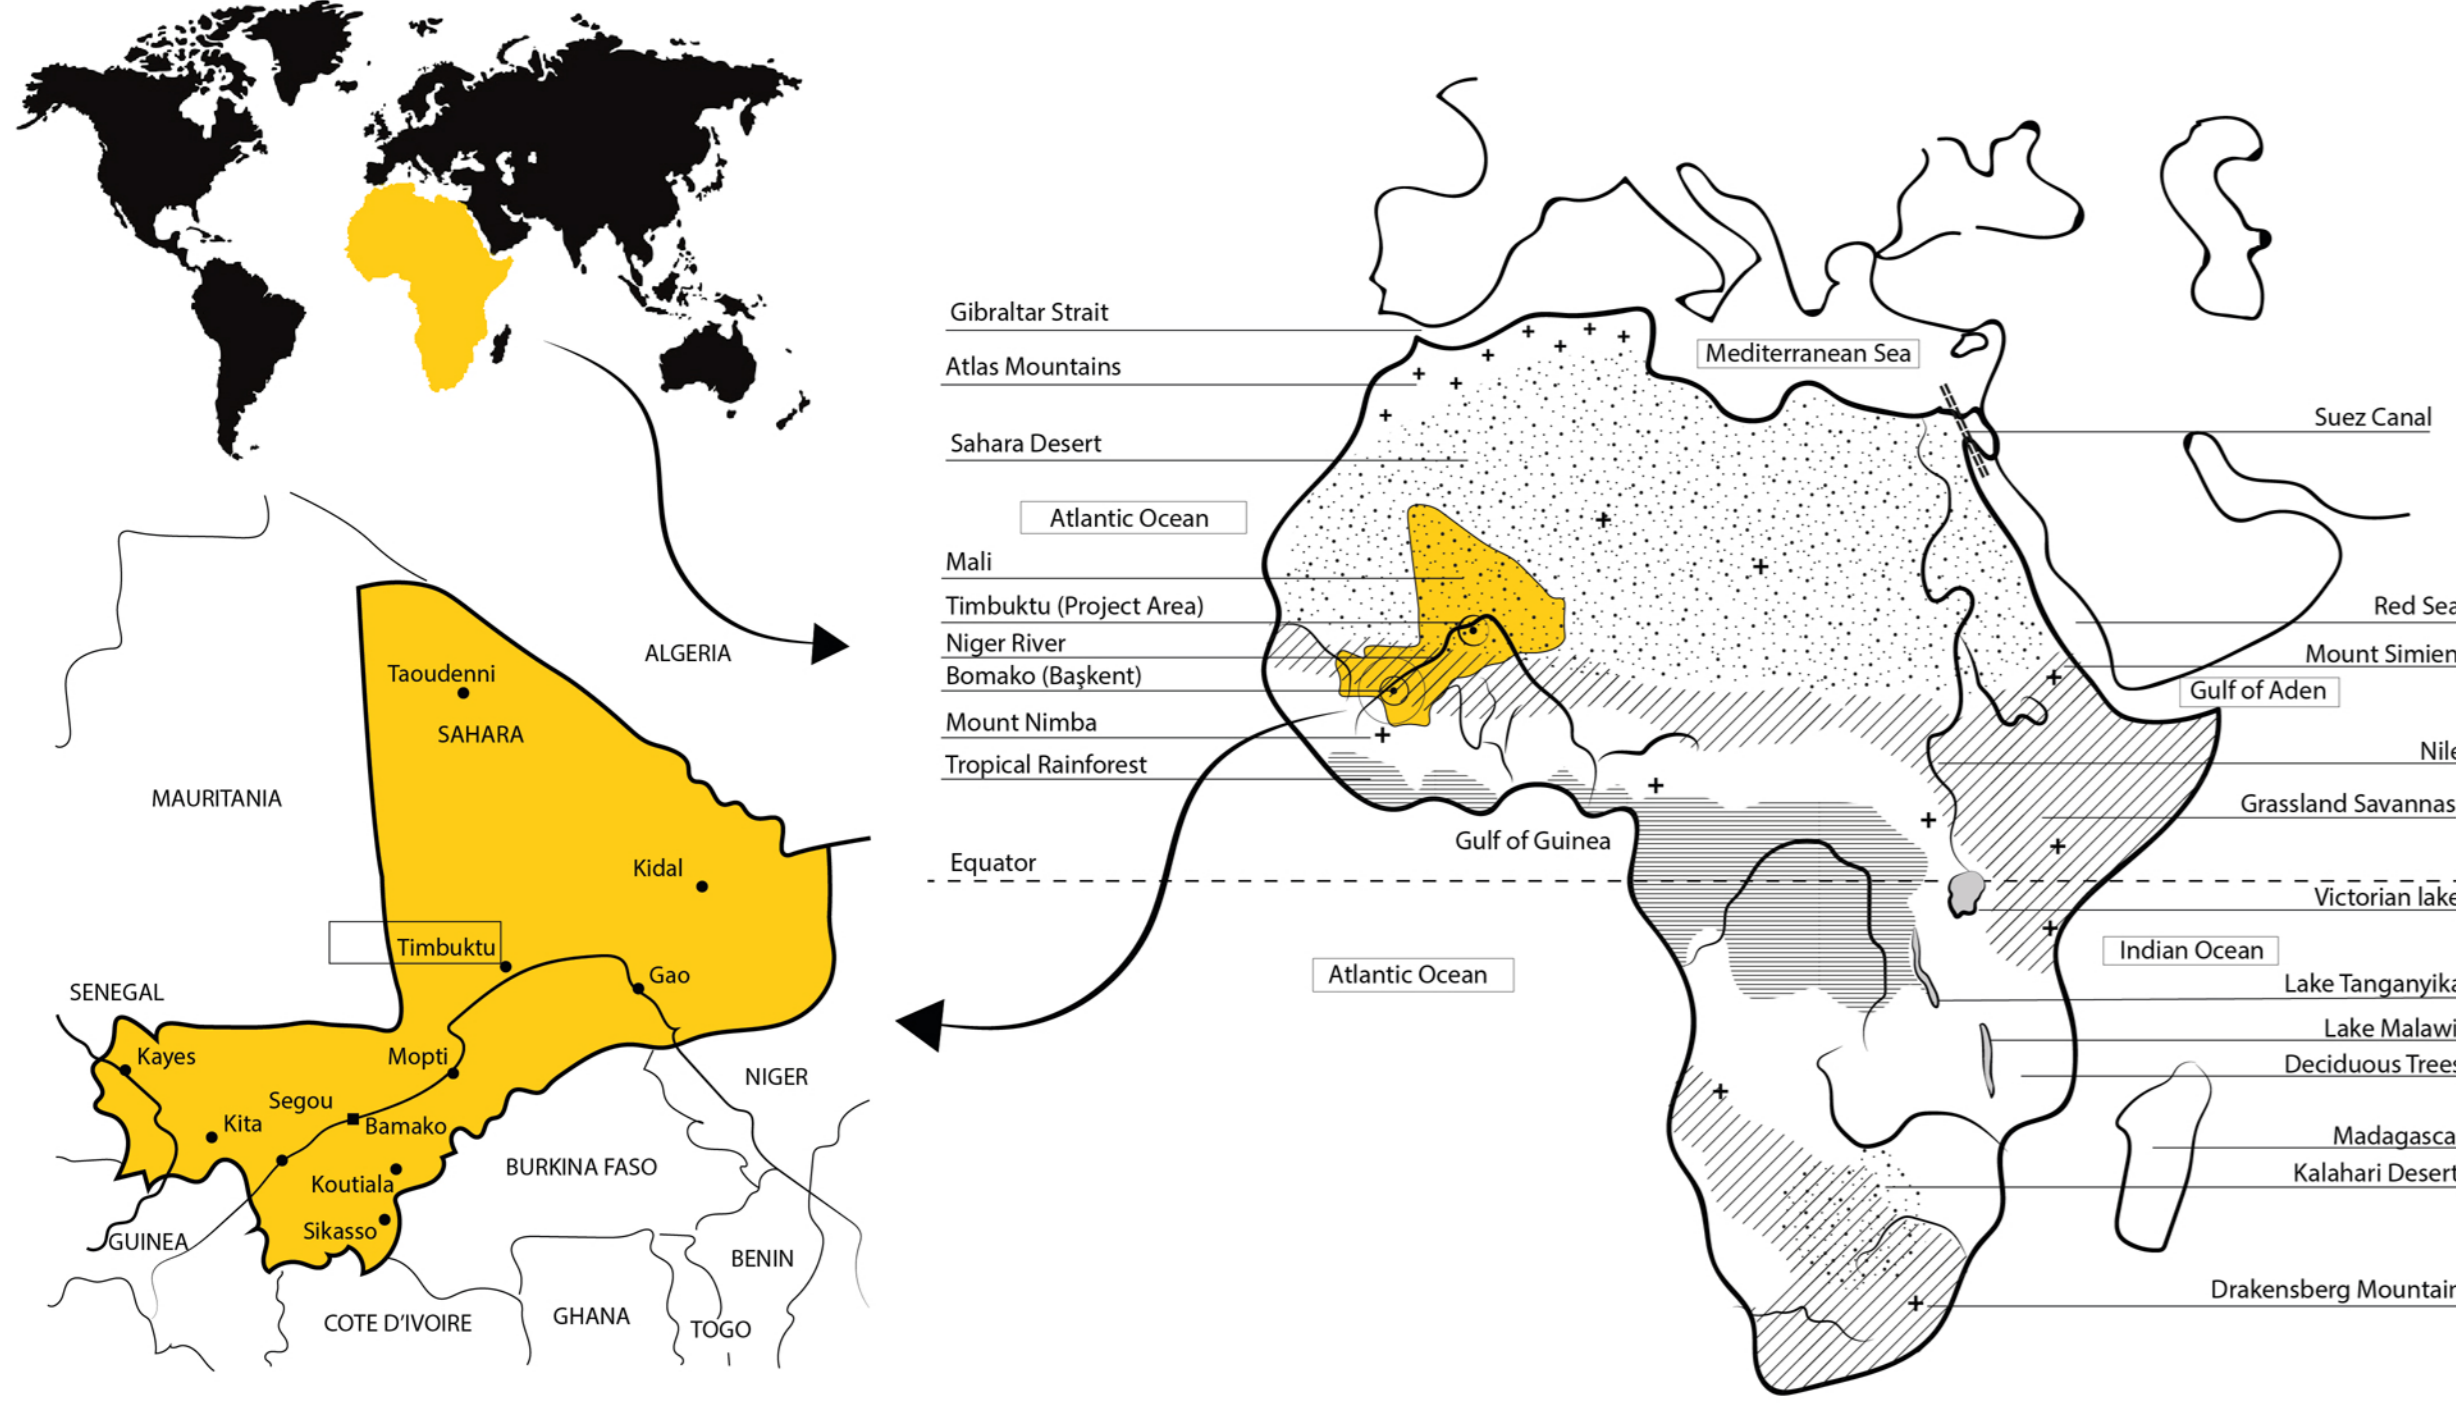 Gibraltar Strait
Atlas Mountains
Sahara Desert
Atlantic Ocean
Mali
Timbuktu (Project Area)
Niger River
Bomako (Başkent)
Mount Nimba
Tropical Rainforest
Equator
Mediterranean Sea
Gulf of Guinea
Atlantic Ocean
Suez Canal
Red Sea
Mount Simien
Gulf of Aden
Nile
Grassland Savannas
Victorian lake
Indian Ocean
Lake Tanganyika
Lake Malawi
Deciduous Trees
Madagasca
Kalahari Desert
Drakensberg Mountain
ALGERIA
Taoudenni
SAHARA
MAURITANIA
Kidal
Timbuktu
Gao
SENEGAL
Kayes
Mopti
NIGER
Segou
Kita
Bamako
BURKINA FASO
Koutiala
Sikasso
GUINEA
BENIN
COTE D'IVOIRE
GHANA
TOGO